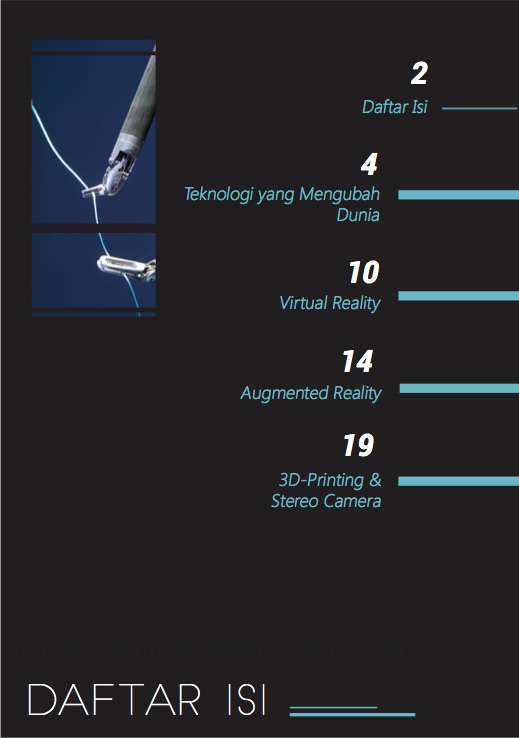 2
Daftar Isi
4
Teknologi yang Mengubah
Dunia
10
Virtual Reality
14
Augmented Reality
19
3D-Printing &
Stereo Camera
DAFTAR ISI